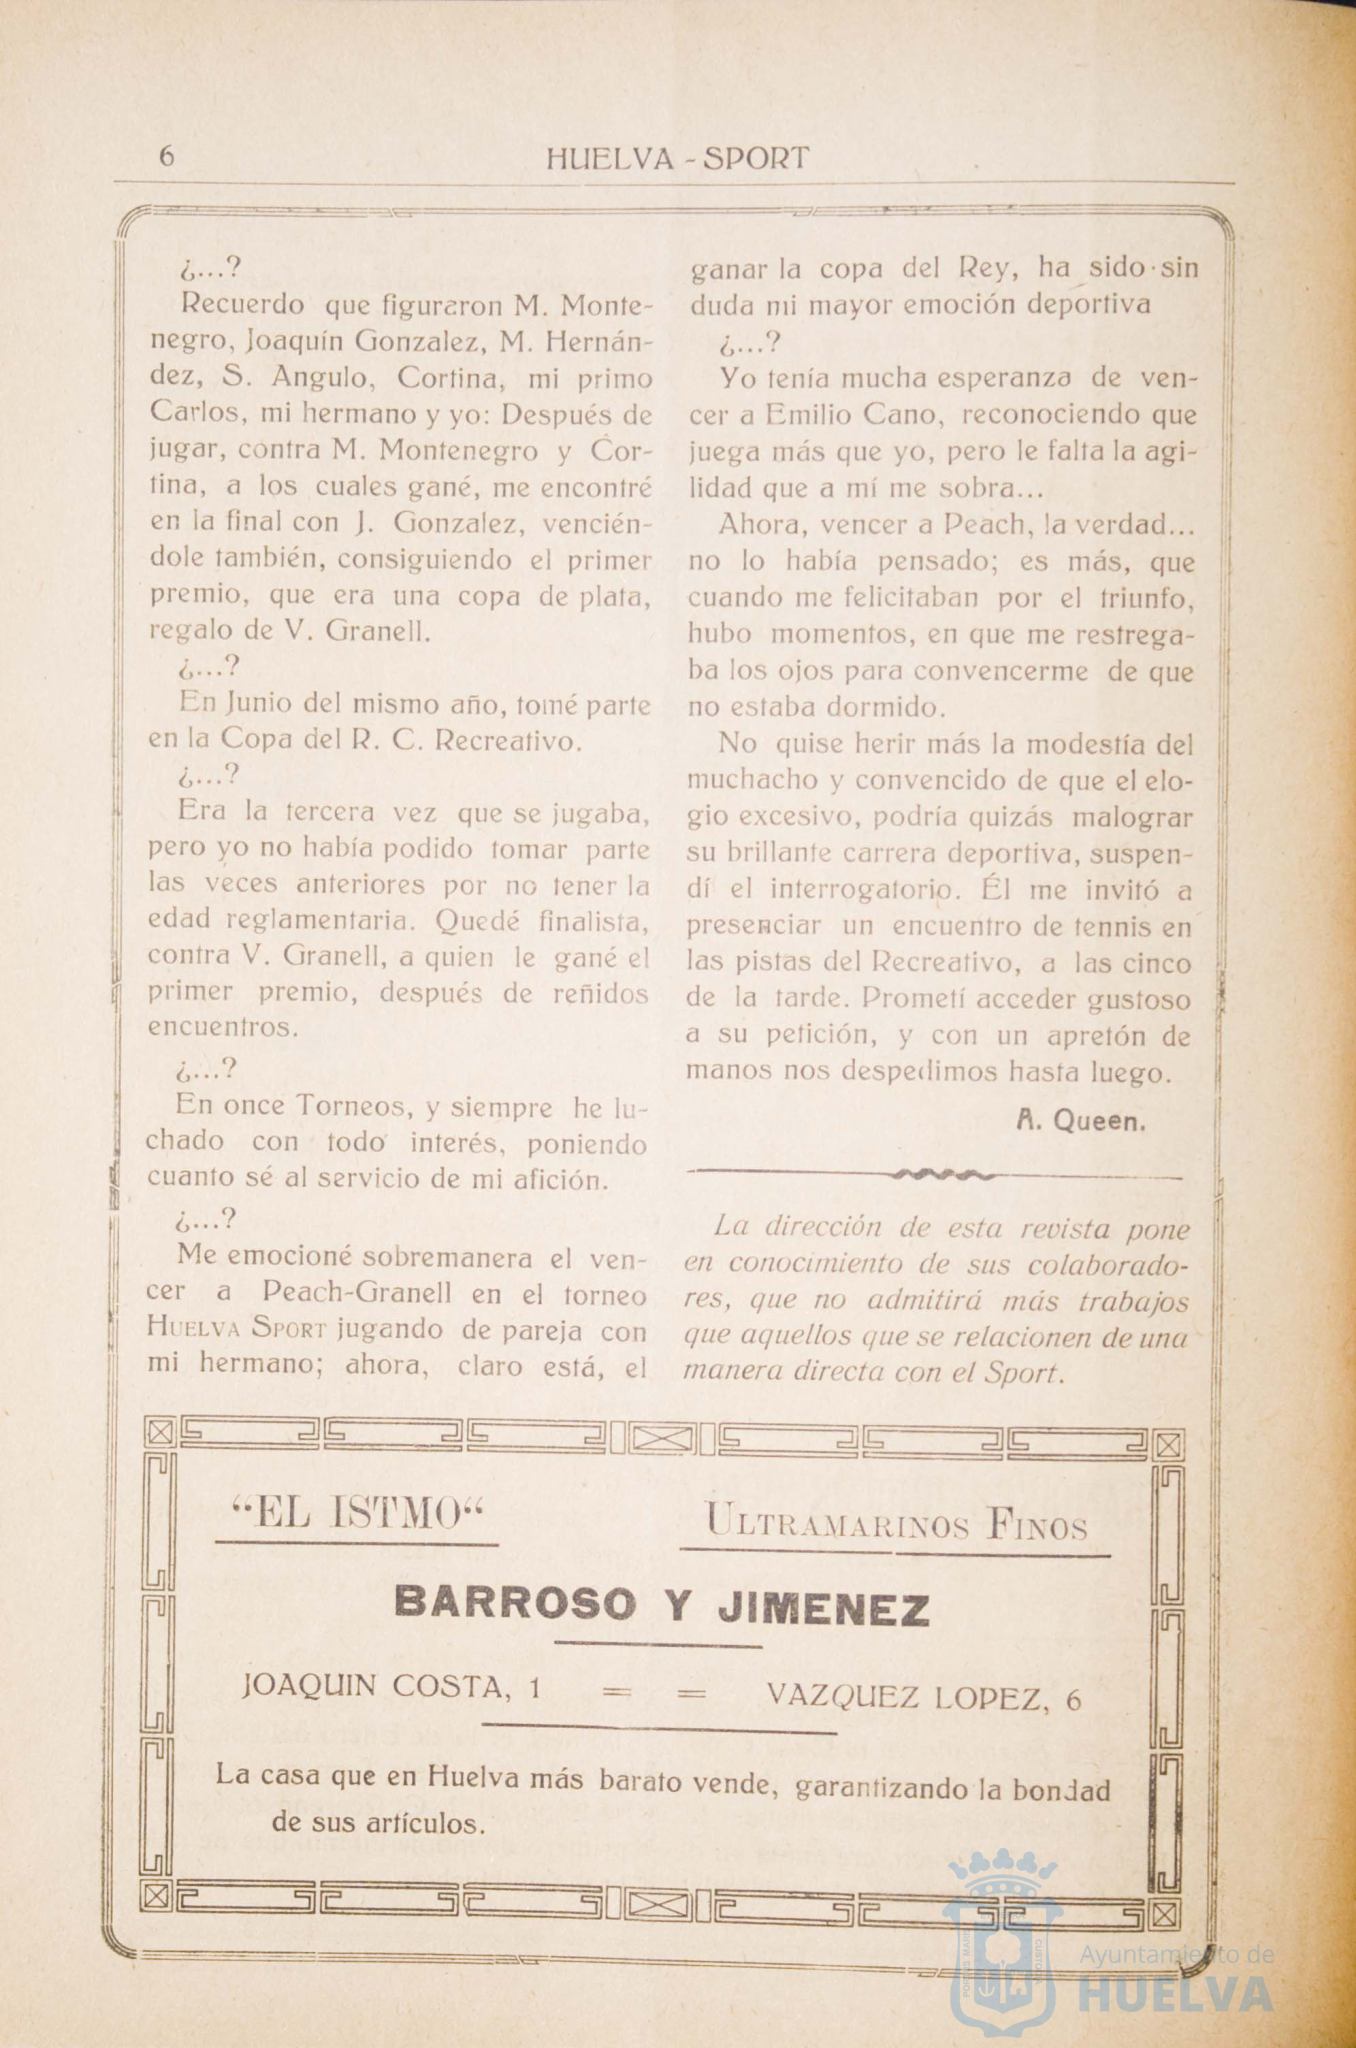 6
HUELVA - SPORT
¿...?
Recuerdo que figuraron M. Monte-
negro, Joaquín Gonzalez, M. Hernán-
dez, S. Angulo, Cortina, mi primo
Carlos, mi hermano y yo: Después de
jugar, contra M. Montenegro y Cor-
tina, a los cuales gané, me encontré
en la final con J. Gonzalez, vencién-
dole también, consiguiendo el primer
premio, que era una copa de plata,
regalo de V. Granell.
¿...?
En Junio del mismo año, tomé parte
en la Copa del R. C. Recreativo.
¿...?
Era la tercera vez que se jugaba,
pero yo no había podido tomar parte
las veces anteriores por no tener la
edad reglamentaria. Quedé finalista,
contra V. Granell, a quien le gané el
primer premio, después de reñidos
encuentros.
¿...?
En once Torneos, y siempre he lu-
chado con todo interés, poniendo
cuanto sé al servicio de mi afición.
¿...?
Me emocioné sobremanera el ven-
cer a Peach-Granell en el torneo
HUELVA SPORT jugando de pareja con
mi hermano; ahora, claro está, el
ganar la copa del Rey, ha sido sin
duda mi mayor emoción deportiva
¿...?
Yo tenía mucha esperanza de ven-
cer a Emilio Cano, reconociendo que
juega más que yo, pero le falta la agi-
lidad que a mí me sobra...
Ahora, vencer a Peach, la verdad...
no lo había pensado; es más, que
cuando me felicitaban por el triunfo,
hubo momentos, en que me restrega-
ba los ojos para convencerme de que
no estaba dormido.
No quise herir más la modestía del
muchacho y convencido de que el elo-
gio excesivo, podría quizás malograr
su brillante carrera deportiva, suspen-
dí el interrogatorio. Él me invitó a
presenciar un encuentro de tennis en
las pistas del Recreativo, a las cinco
de la tarde. Prometí acceder gustoso
a su petición, y con un apretón de
manos nos despedimos hasta luego.
A. Queen.
La dirección de esta revista pone
en conocimiento de sus colaborado-
res, que no admitirá más trabajos
que aquellos que se relacionen de una
manera directa con el Sport.
"EL ISTMO"
ULTRAMARINOS FINOS
BARROSO Y JIMENEZ
JOAQUIN COSTA, 1 = = VAZQUEZ LOPEZ, 6
La casa que en Huelva más barato vende, garantizando la bondad
de sus artículos.
Ayuntamiento de
HUELVA